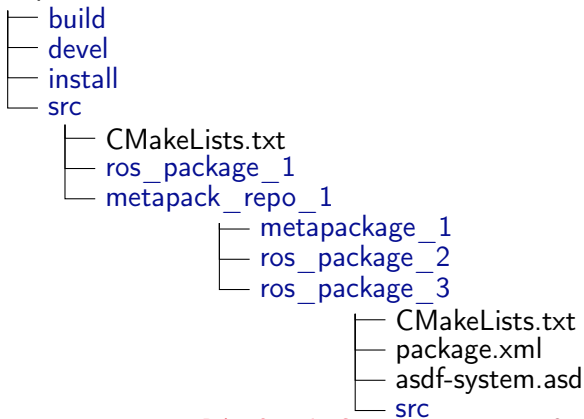 build
devel
install
src
CMakeLists.txt
ros_package_1
metapack_repo_1
metapackage_1
ros_package_2
ros_package_3
CMakeLists.txt
package.xml
asdf-system.asd
src